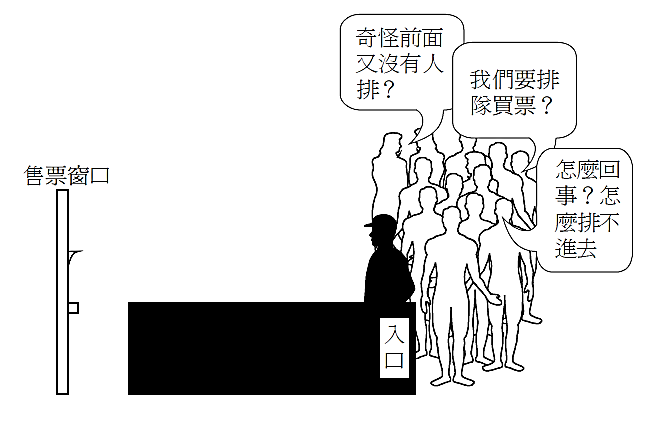 奇怪前面
又沒有人
排？
我們要排
隊買票？
怎麼回
事？怎
麼排不
進去
售票窗口
入
口